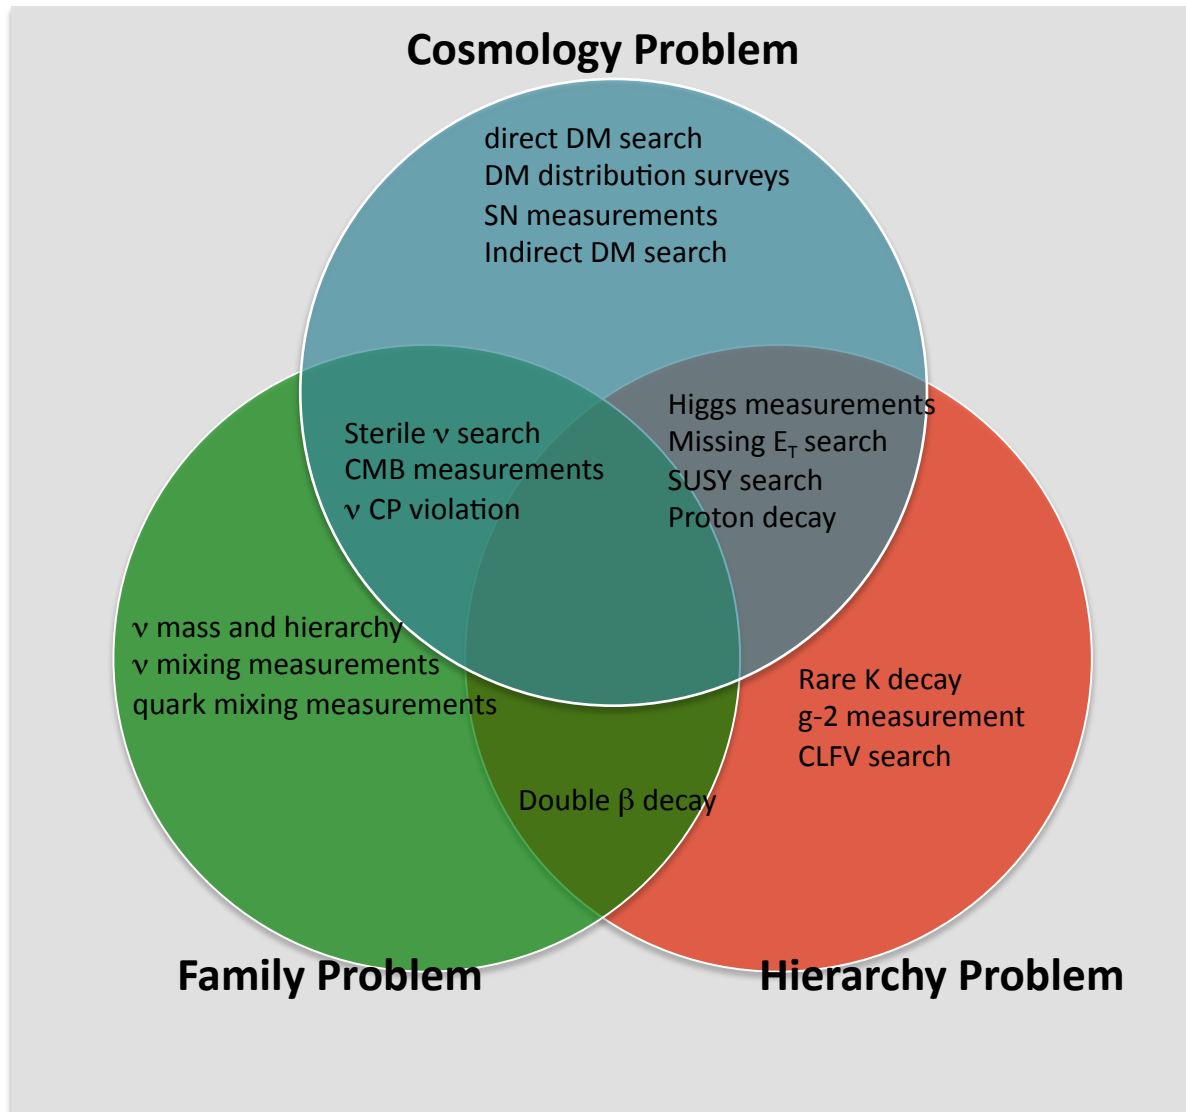 Cosmology Problem
direct DM search
DM distribution surveys
SN measurements
Indirect DM search
Sterile ν search
CMB measurements
ν CP violation
Higgs measurements
Missing E_T search
SUSY search
Proton decay
ν mass and hierarchy
ν mixing measurements
quark mixing measurements
Rare K decay
g-2 measurement
CLFV search
Double β decay
Family Problem
Hierarchy Problem